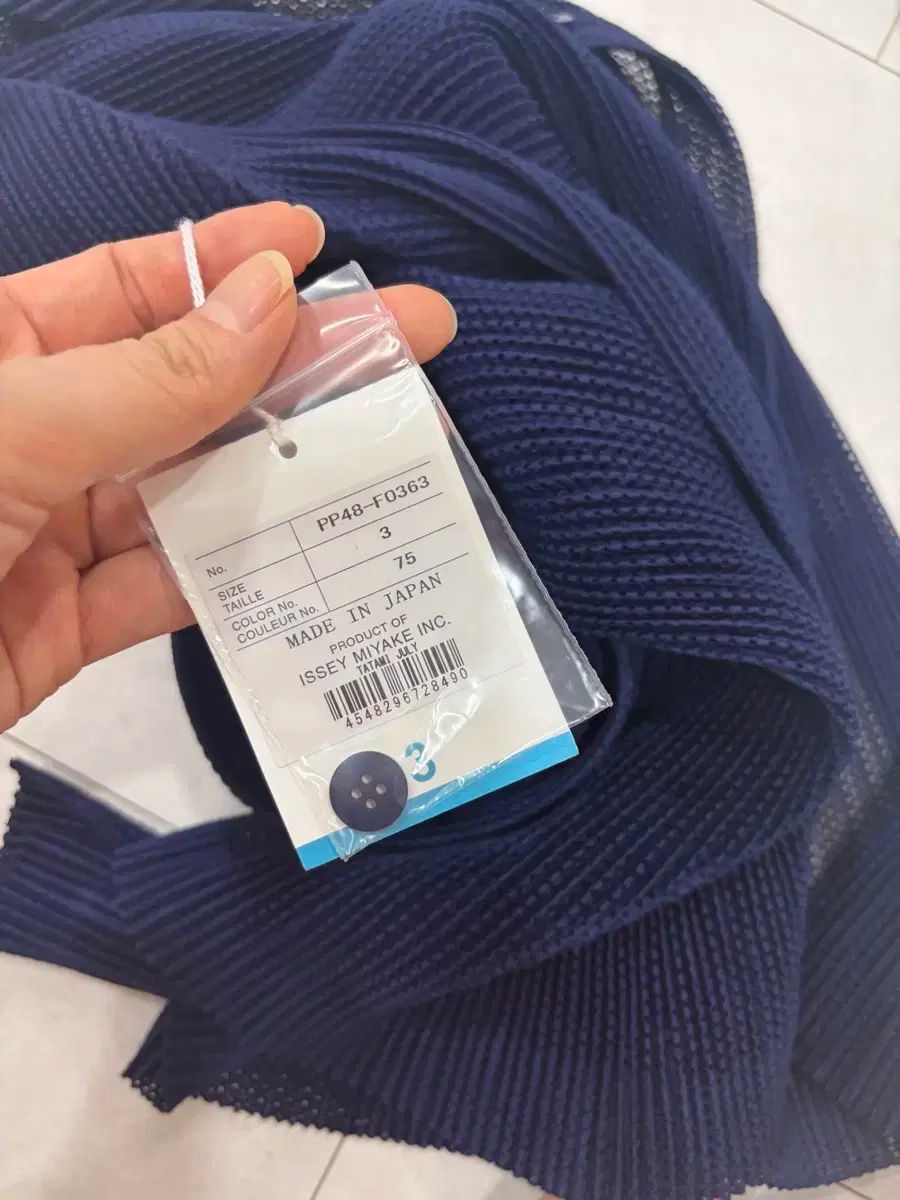 No. PP48-F0363
SIZE
TAILLE 3
COLOR No.
COULEUR No. 75
MADE IN JAPAN
PRODUCT OF
ISSEY MIYAKE INC.
TATAMI JULY
4548296728490
3